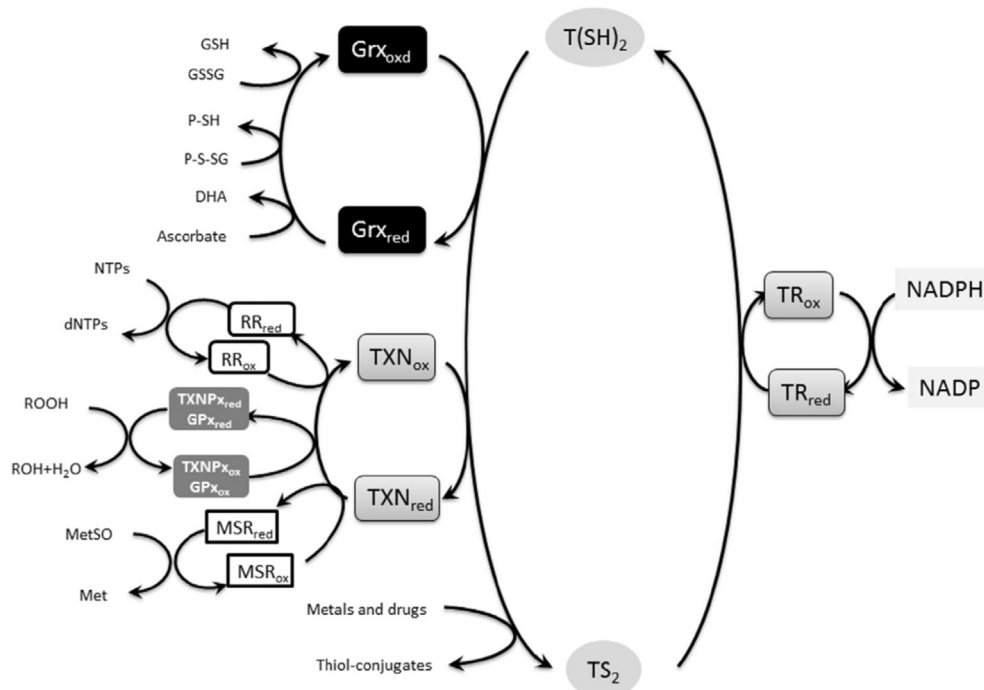 GSH
GSSG
P-SH
P-S-SG
DHA
Ascorbate
Grxoxd
Grxred
T(SH)2
NTPs
dNTPs
RRred
RRox
ROOH
ROH+H2O
TXNPxred
GPxred
TXNPxox
GPxox
MetSO
Met
MSRred
MSRox
TXNox
TXNred
TRox
TRred
NADPH
NADP
Metals and drugs
Thiol-conjugates
TS2